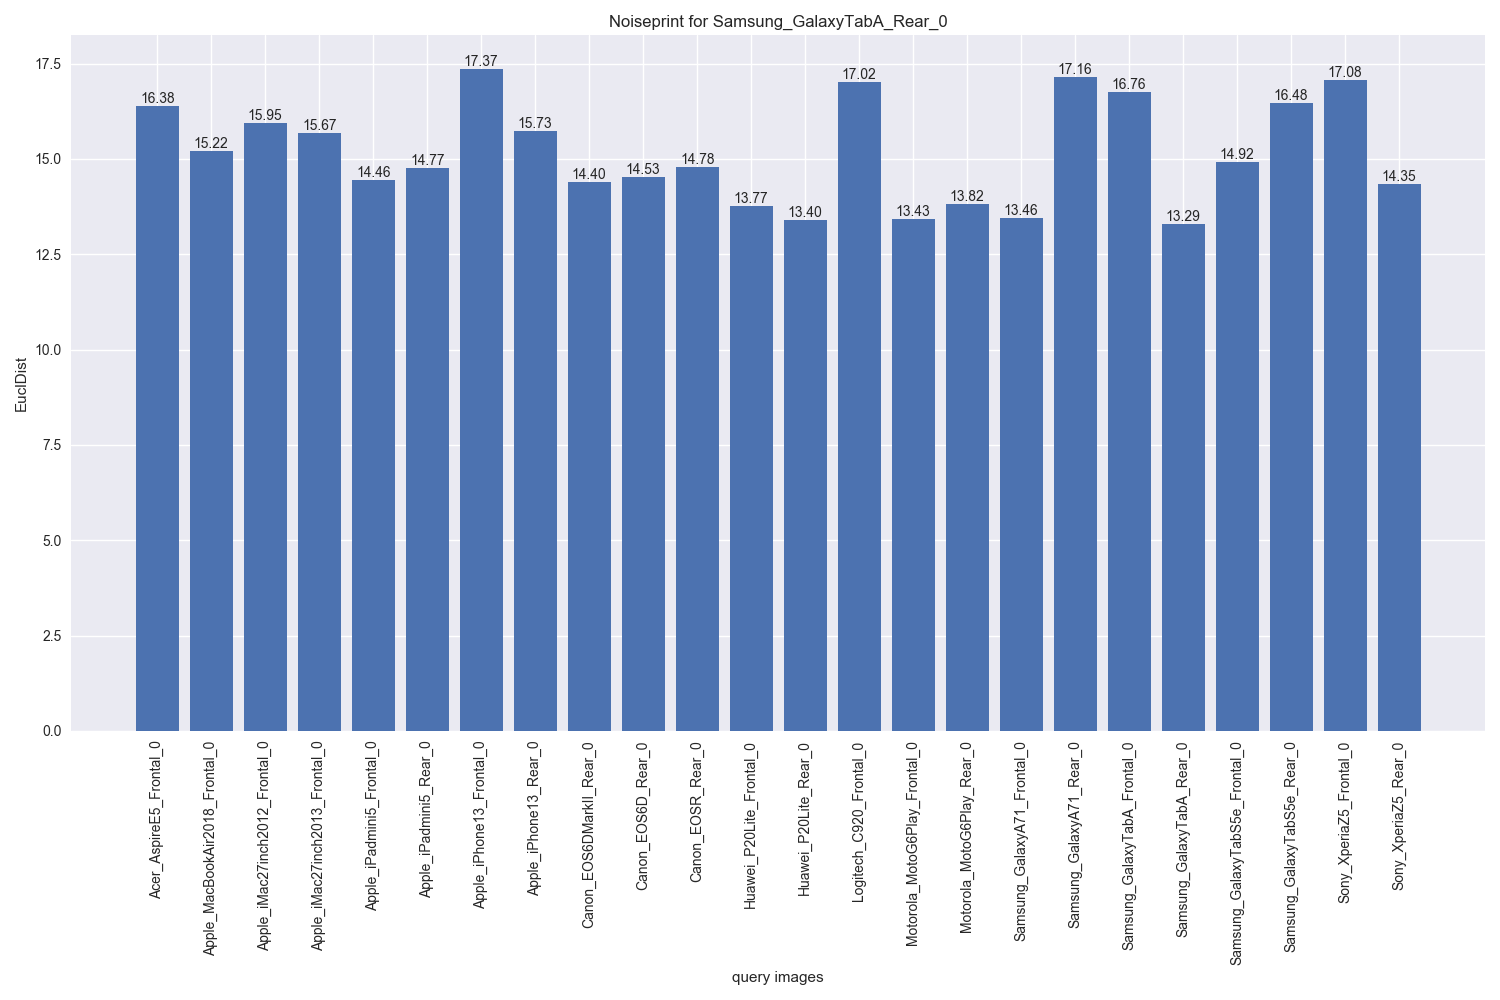 Noiseprint for Samsung_GalaxyTabA_Rear_0
EuclDist
17.5
15.0
12.5
10.0
7.5
5.0
2.5
0.0
16.38
15.22
15.95
15.67
14.46
14.77
17.37
15.73
14.40
14.53
14.78
13.77
13.40
17.02
13.43
13.82
13.46
17.16
16.76
13.29
14.92
16.48
17.08
14.35
Acer_AspireE5_Frontal_0
Apple_MacBookAir2018_Frontal_0
Apple_iMac27inch2012_Frontal_0
Apple_iMac27inch2013_Frontal_0
Apple_iPadmini5_Frontal_0
Apple_iPadmini5_Rear_0
Apple_iPhone13_Frontal_0
Apple_iPhone13_Rear_0
Canon_EOS6DMarkII_Rear_0
Canon_EOS6D_Rear_0
Canon_EOSR_Rear_0
Huawei_P20Lite_Frontal_0
Huawei_P20Lite_Rear_0
Logitech_C920_Frontal_0
Motorola_MotoG6Play_Frontal_0
Motorola_MotoG6Play_Rear_0
Samsung_GalaxyA71_Frontal_0
Samsung_GalaxyA71_Rear_0
Samsung_GalaxyTabA_Frontal_0
Samsung_GalaxyTabA_Rear_0
Samsung_GalaxyTabS5e_Frontal_0
Samsung_GalaxyTabS5e_Rear_0
Sony_XperiaZ5_Frontal_0
Sony_XperiaZ5_Rear_0
query images